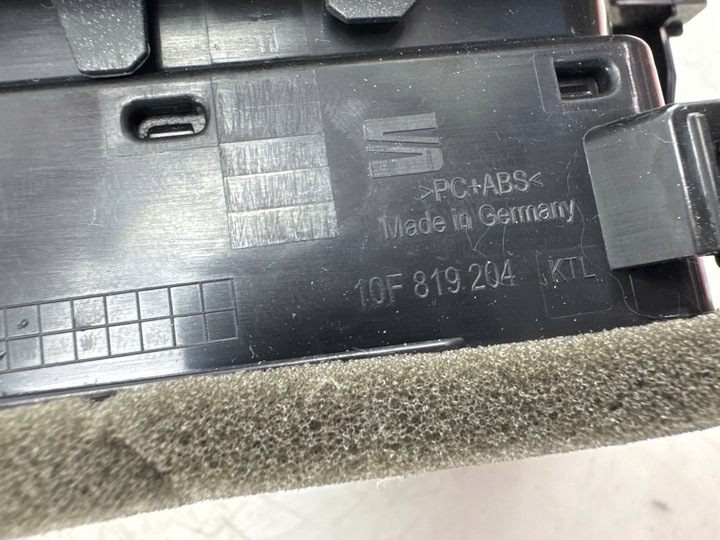 >PC+ABS<
Made in Germany
10F 819 204 KTL